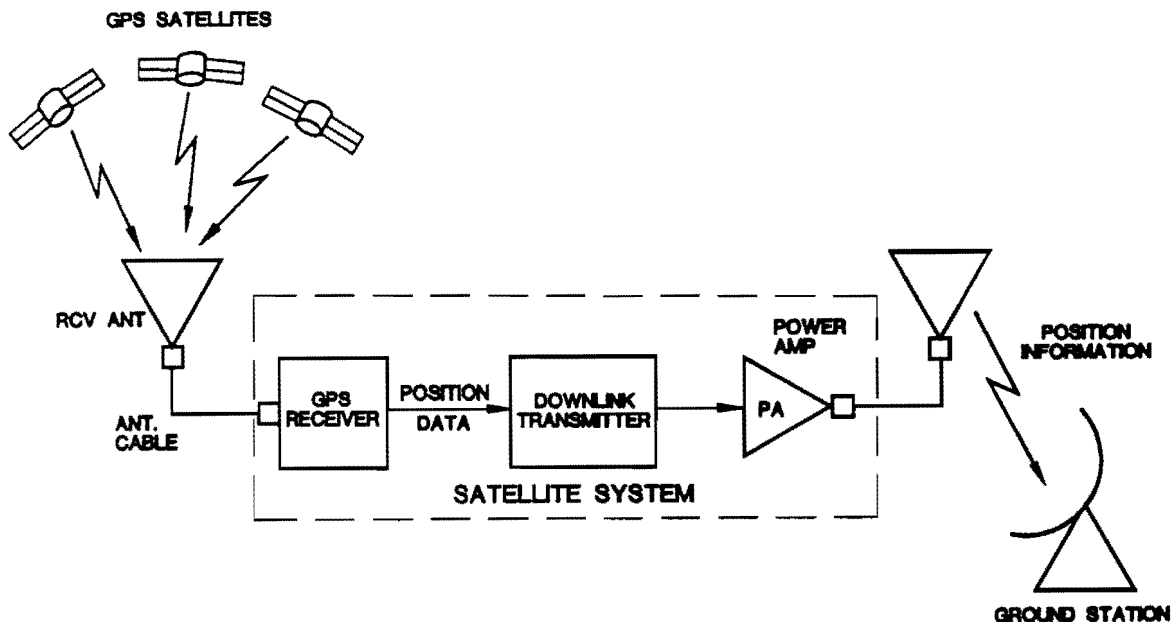 GPS SATELLITES
RCV ANT
ANT.
CABLE
GPS
RECEIVER
POSITION
DATA
DOWNLINK
TRANSMITTER
POWER
AMP
PA
SATELLITE SYSTEM
POSITION
INFORMATION
GROUND STATION